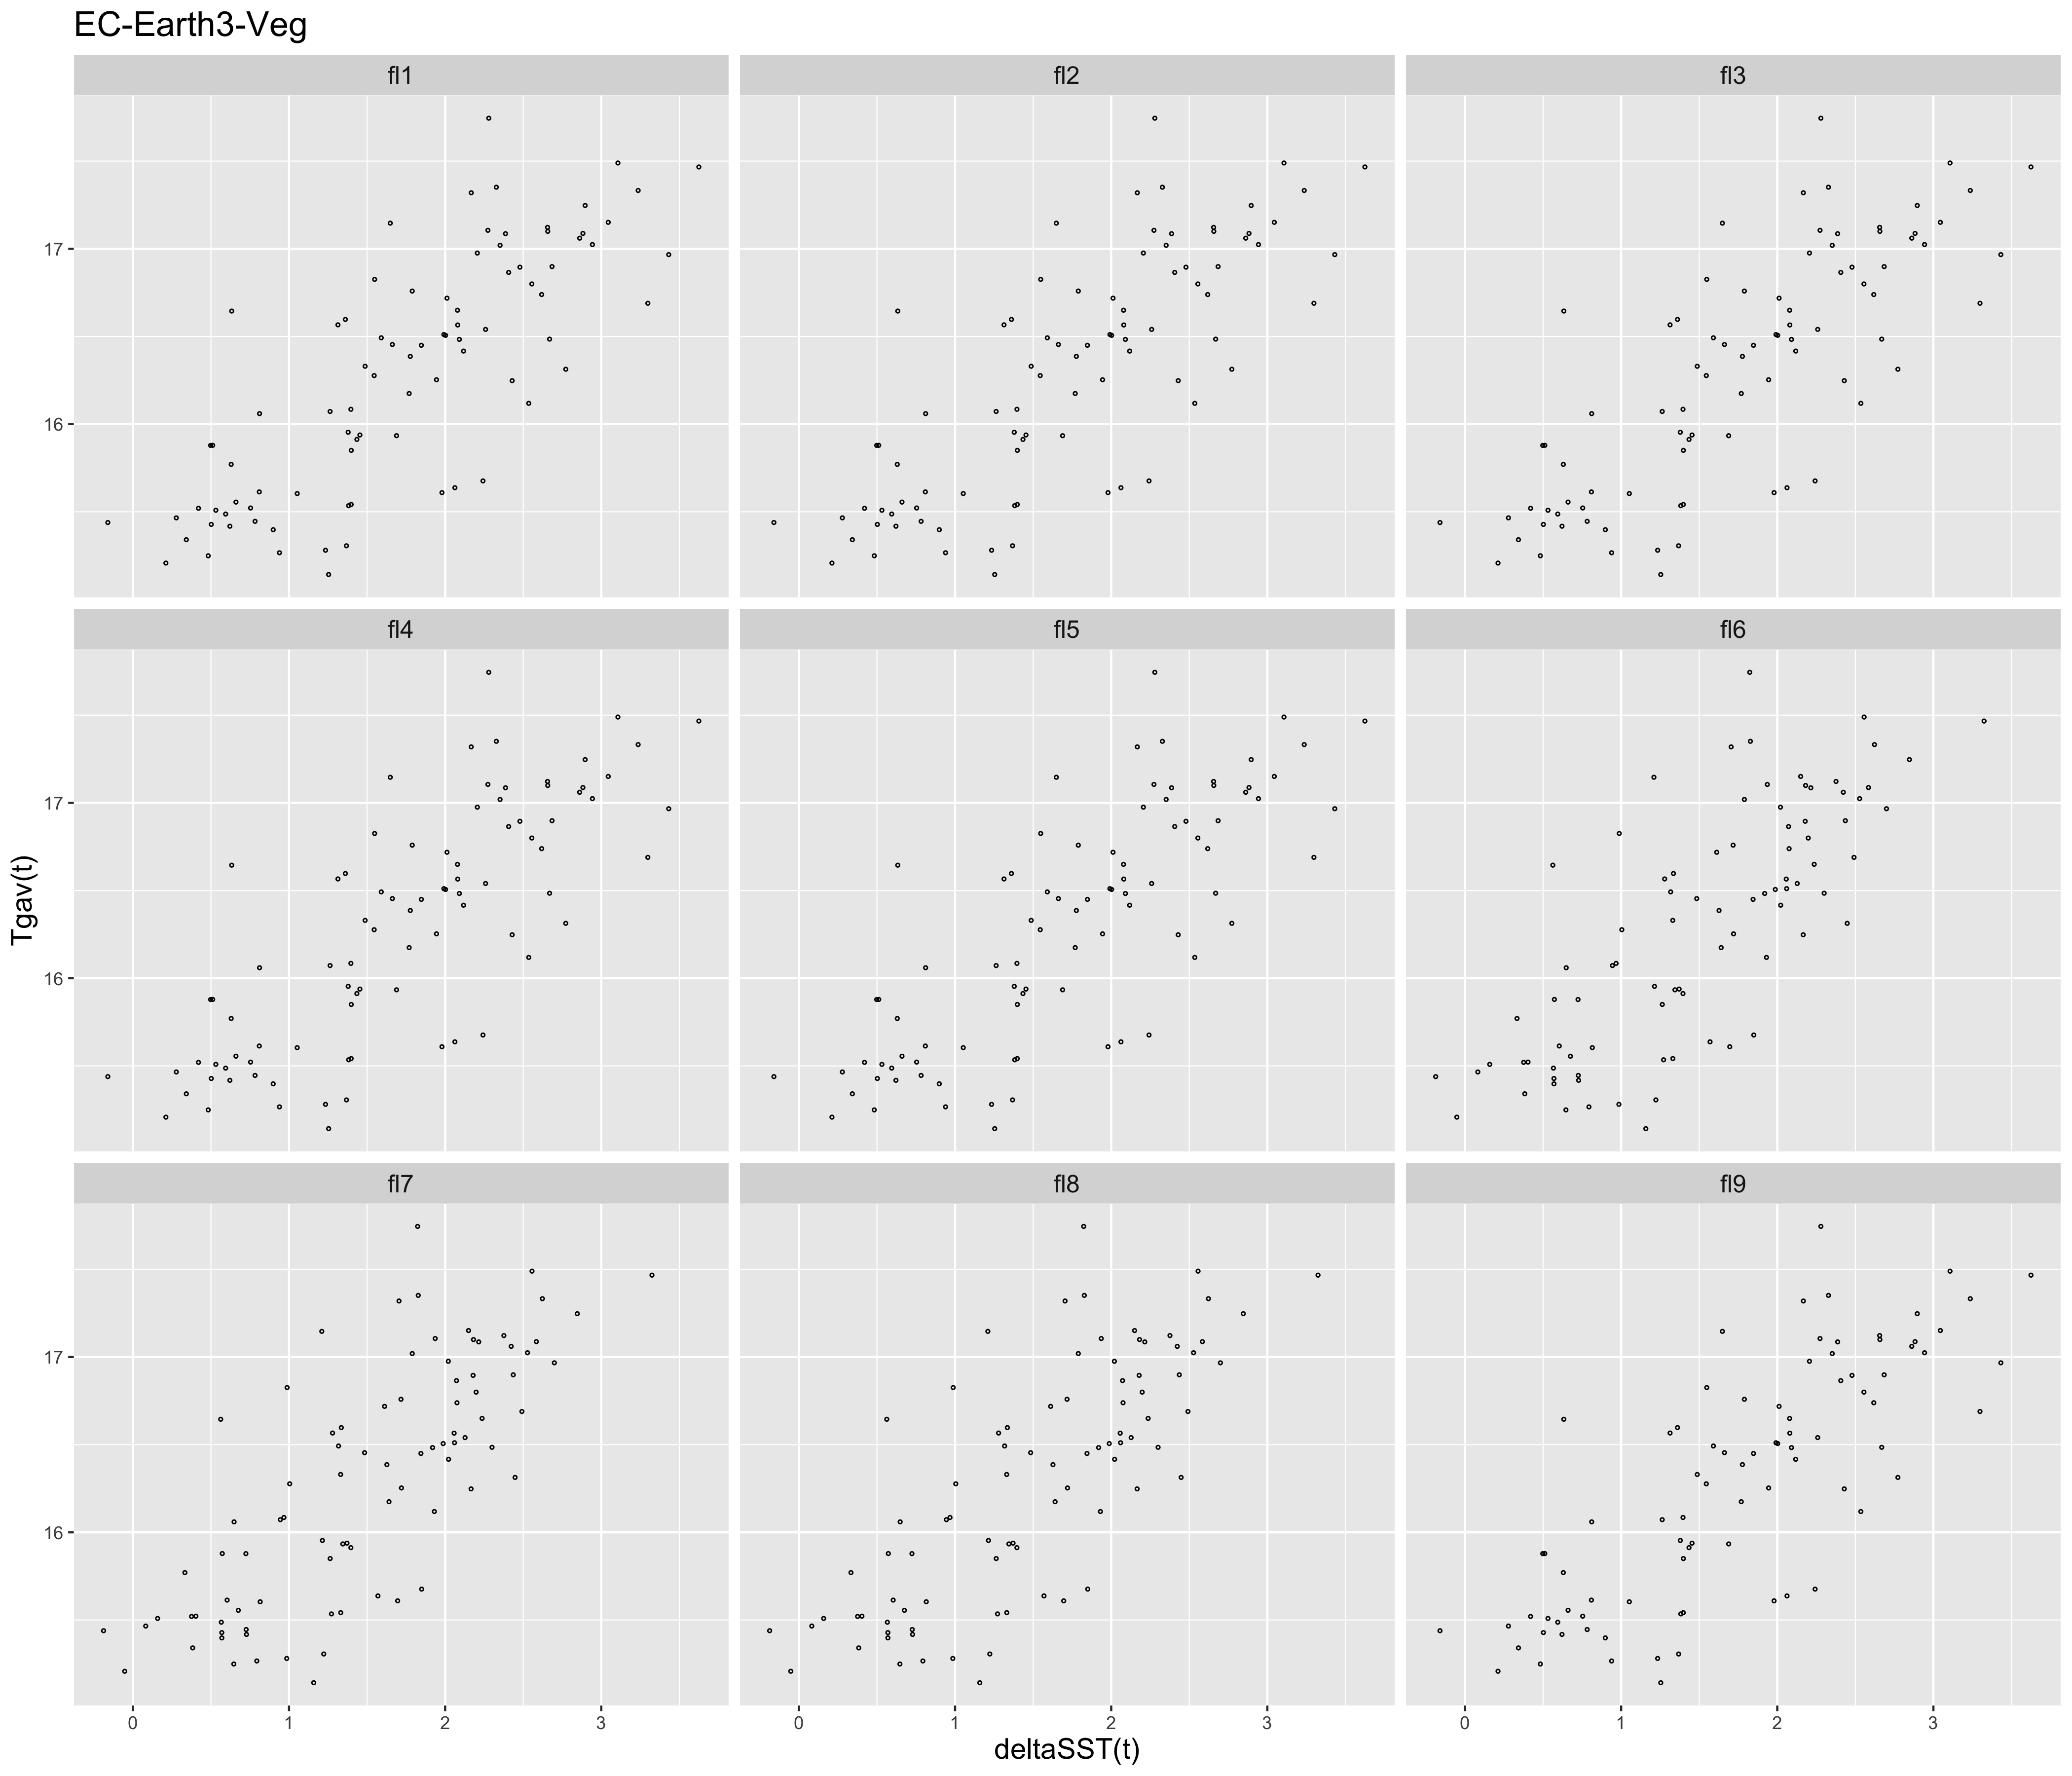 EC-Earth3-Veg
fl1 fl2 fl3
17
16
fl4 fl5 fl6
17
16
Tgav(t)
fl7 fl8 fl9
17
16
0 1 2 3 0 1 2 3 0 1 2 3
deltaSST(t)